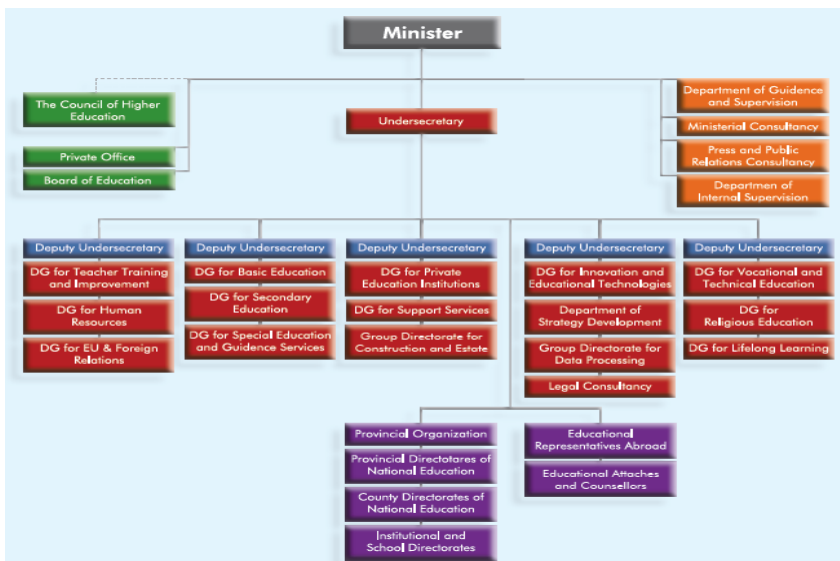 Minister
The Council of Higher
Education
Private Office
Board of Education
Undersecretary
Department of Guidance
and Supervision
Ministerial Consultancy
Press and Public
Relations Consultancy
Departmen of
Internal Supervision
Deputy Undersecretary
DG for Teacher Training
and Improvement
DG for Human
Resources
DG for EU & Foreign
Relations
Deputy Undersecretary
DG for Basic Education
DG for Secondary
Education
DG for Special Education
and Guidance Services
Deputy Undersecretary
DG for Private
Education Institutions
DG for Support Services
Group Directorate for
Construction and Estate
Deputy Undersecretary
DG for Innovation and
Educational Technologies
Department of
Strategy Development
Group Directorate for
Data Processing
Legal Consultancy
Deputy Undersecretary
DG for Vocational and
Technical Education
DG for
Religious Education
DG for Lifelong Learning
Provincial Organization
Provincial Directotares of
National Education
County Directorates of
National Education
Institutional and
School Directorates
Educational
Representatives Abroad
Educational Attaches
and Counsellors